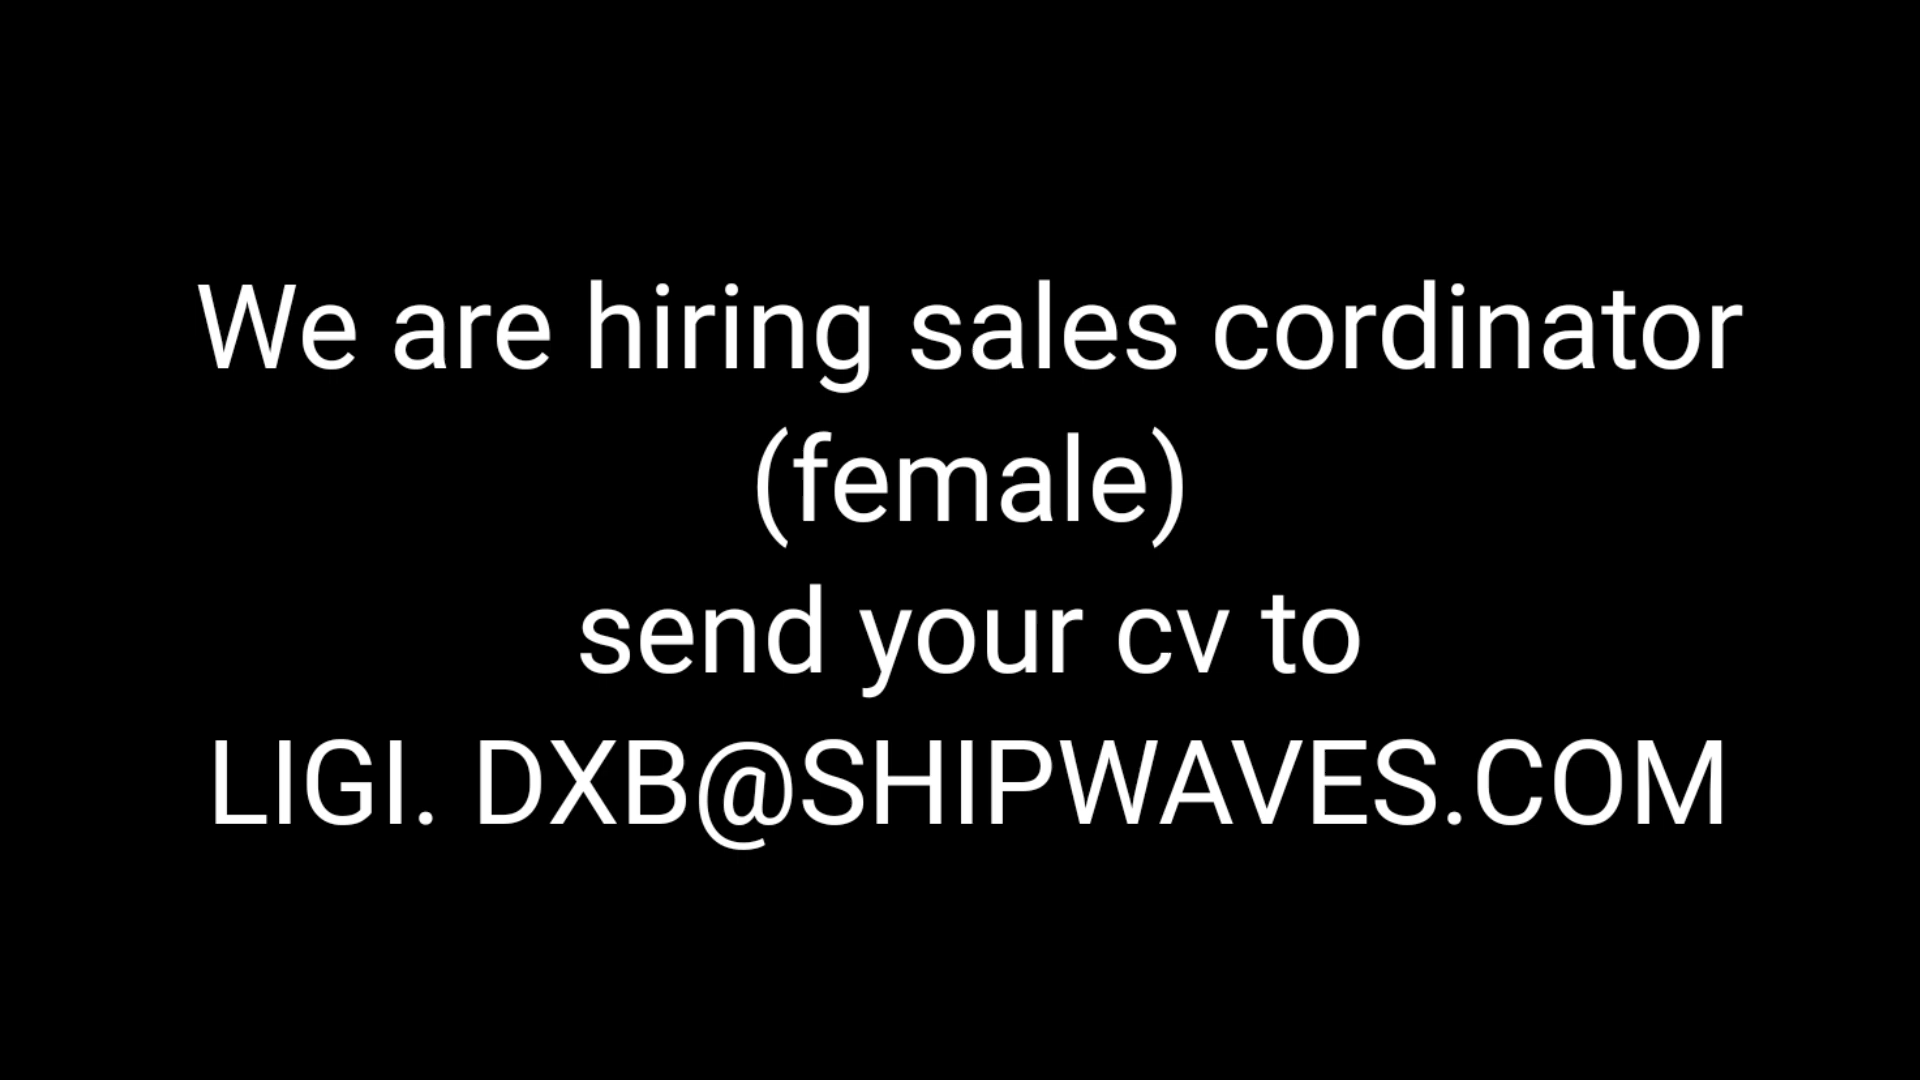 We are hiring sales cordinator
(female)
send your cv to
LIGI. DXB@SHIPWAVES.COM